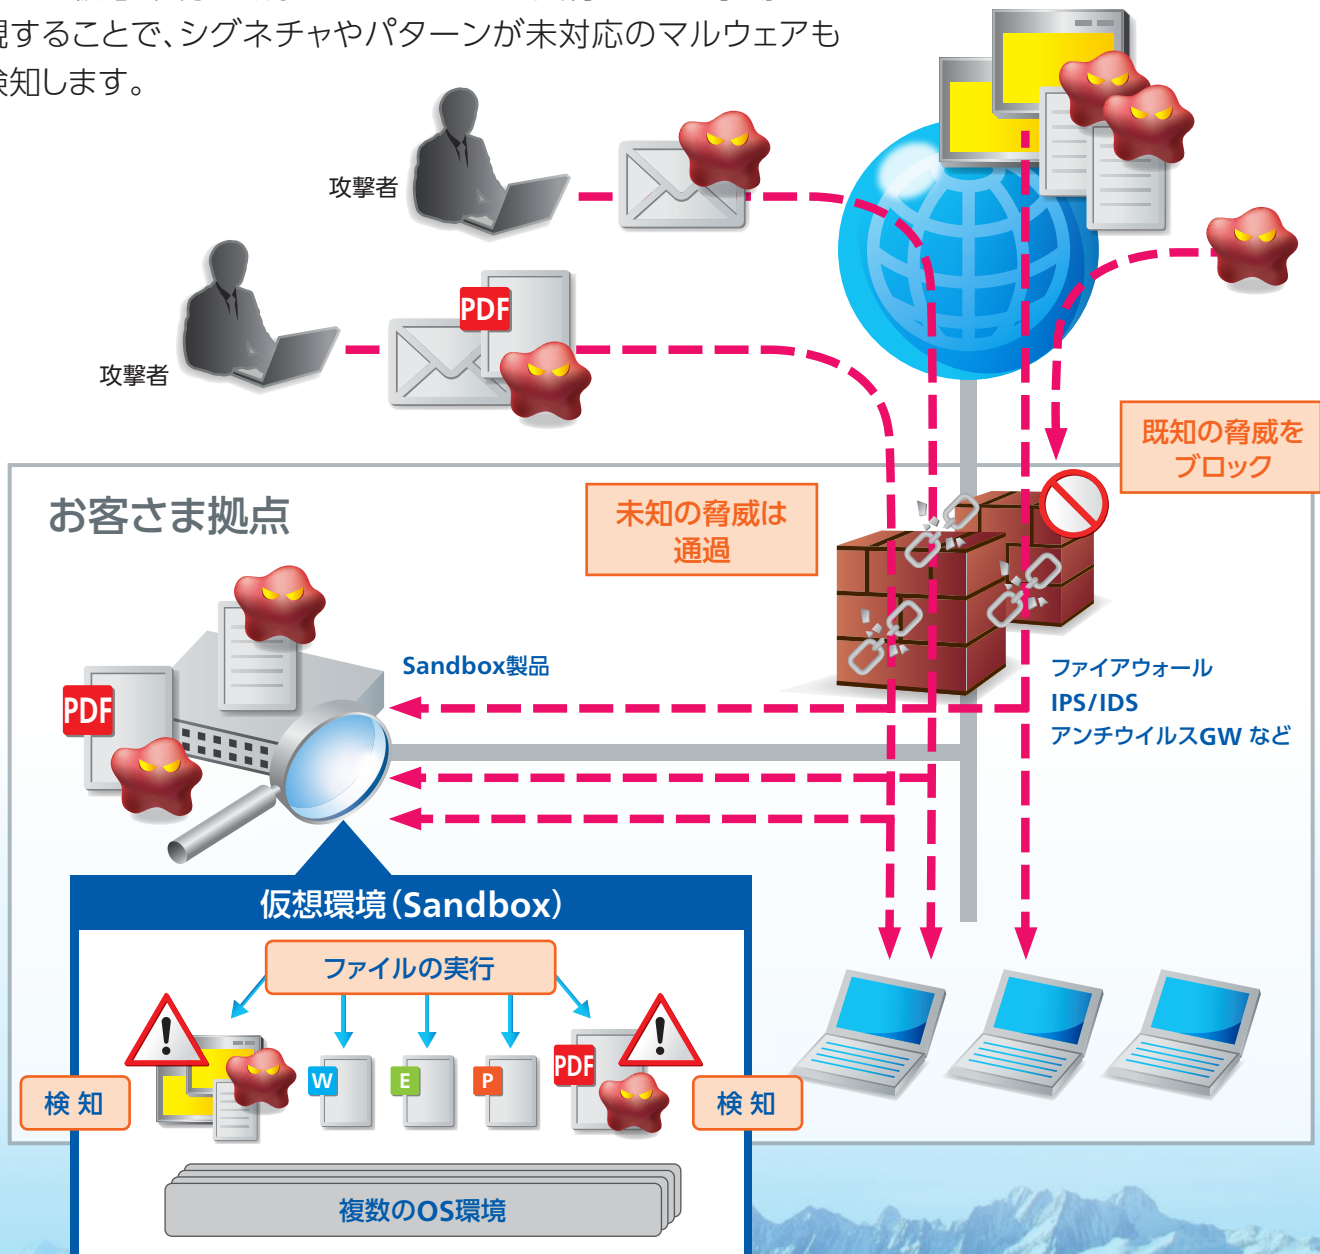 することで、シグネチャやパターンが未対応のマルウェアも
知します。
攻撃者
PDF
攻撃者
既知の脅威を
ブロック
お客さま拠点
未知の脅威は
通過
Sandbox製品
PDF
ファイアウォール
IPS/IDS
アンチウイルスGW など
仮想環境(Sandbox)
ファイルの実行
W
E
P
PDF
検知
検知
複数のOS環境